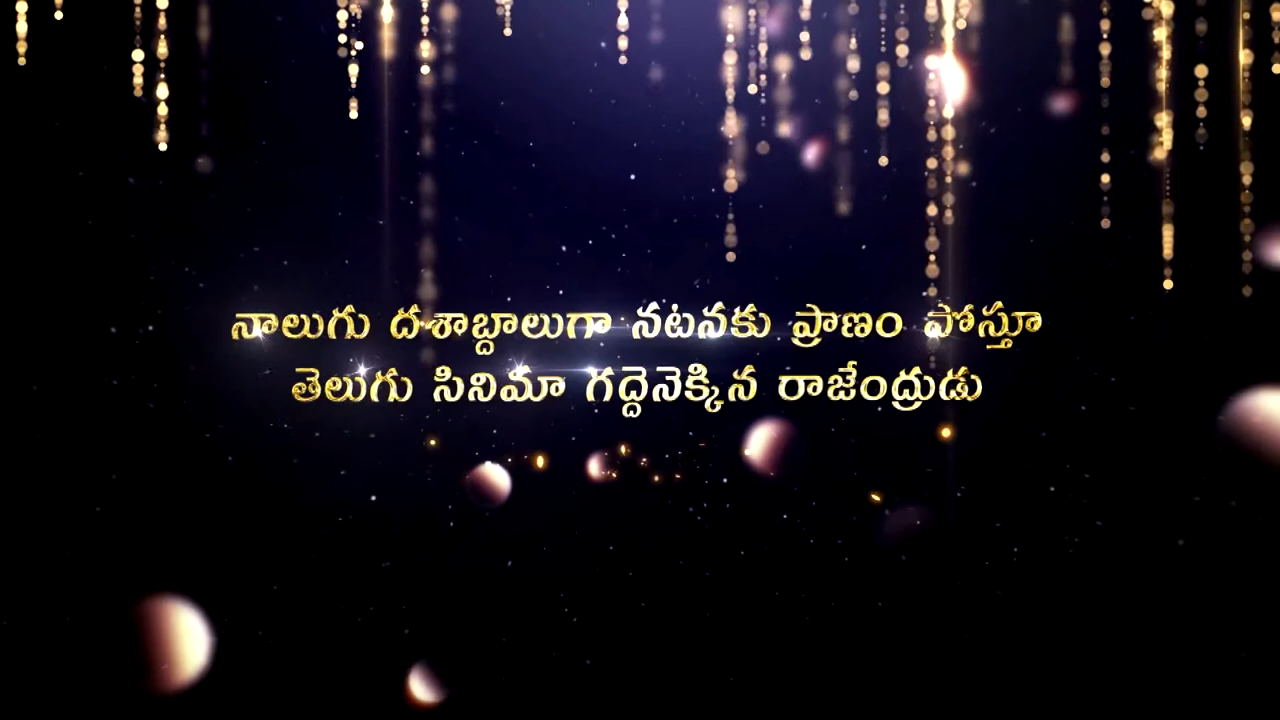 నాలుగు దశాబ్దాలుగా నటనకు ప్రాణం పోస్తూ
తెలుగు సినిమా గద్దెనెక్కిన రాజేంద్రుడు